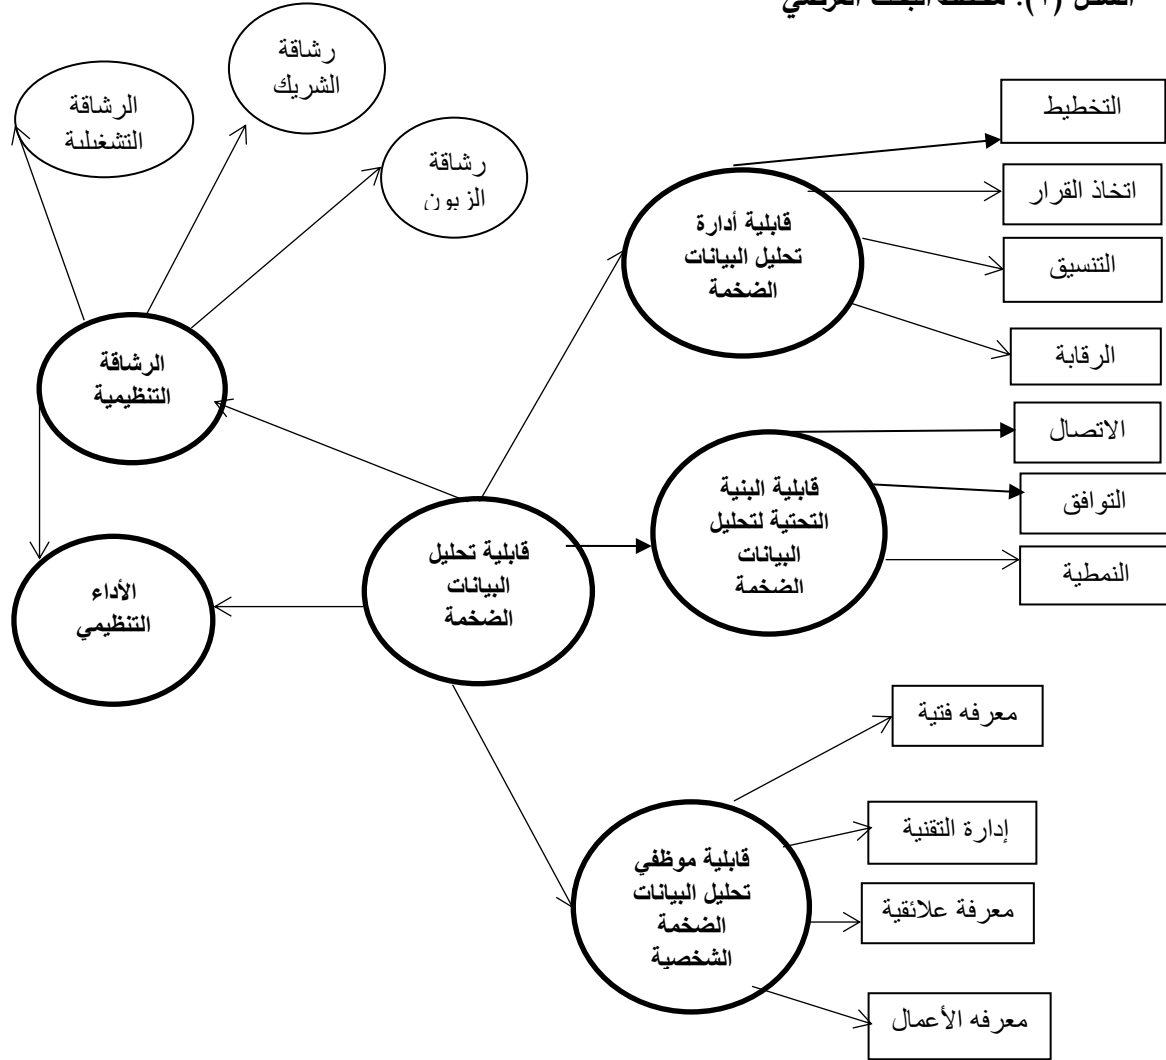 رشاقة
الشريك
الرشاقة
التشغيلية
رشاقة
الزبون
التخطيط
اتخاذ القرار
التنسيق
الرقابة
قابلية أدارة
تحليل البيانات
الضخمة
الرشاقة
التنظيمية
الاتصال
التوافق
النمطية
قابلية البنية
التحتية لتحليل
البيانات
الضخمة
قابلية تحليل
البيانات
الضخمة
الأداء
التنظيمي
معرفه فتية
إدارة التقنية
معرفة علائقية
معرفه الأعمال
قابلية موظفي
تحليل البيانات
الضخمة
الشخصية